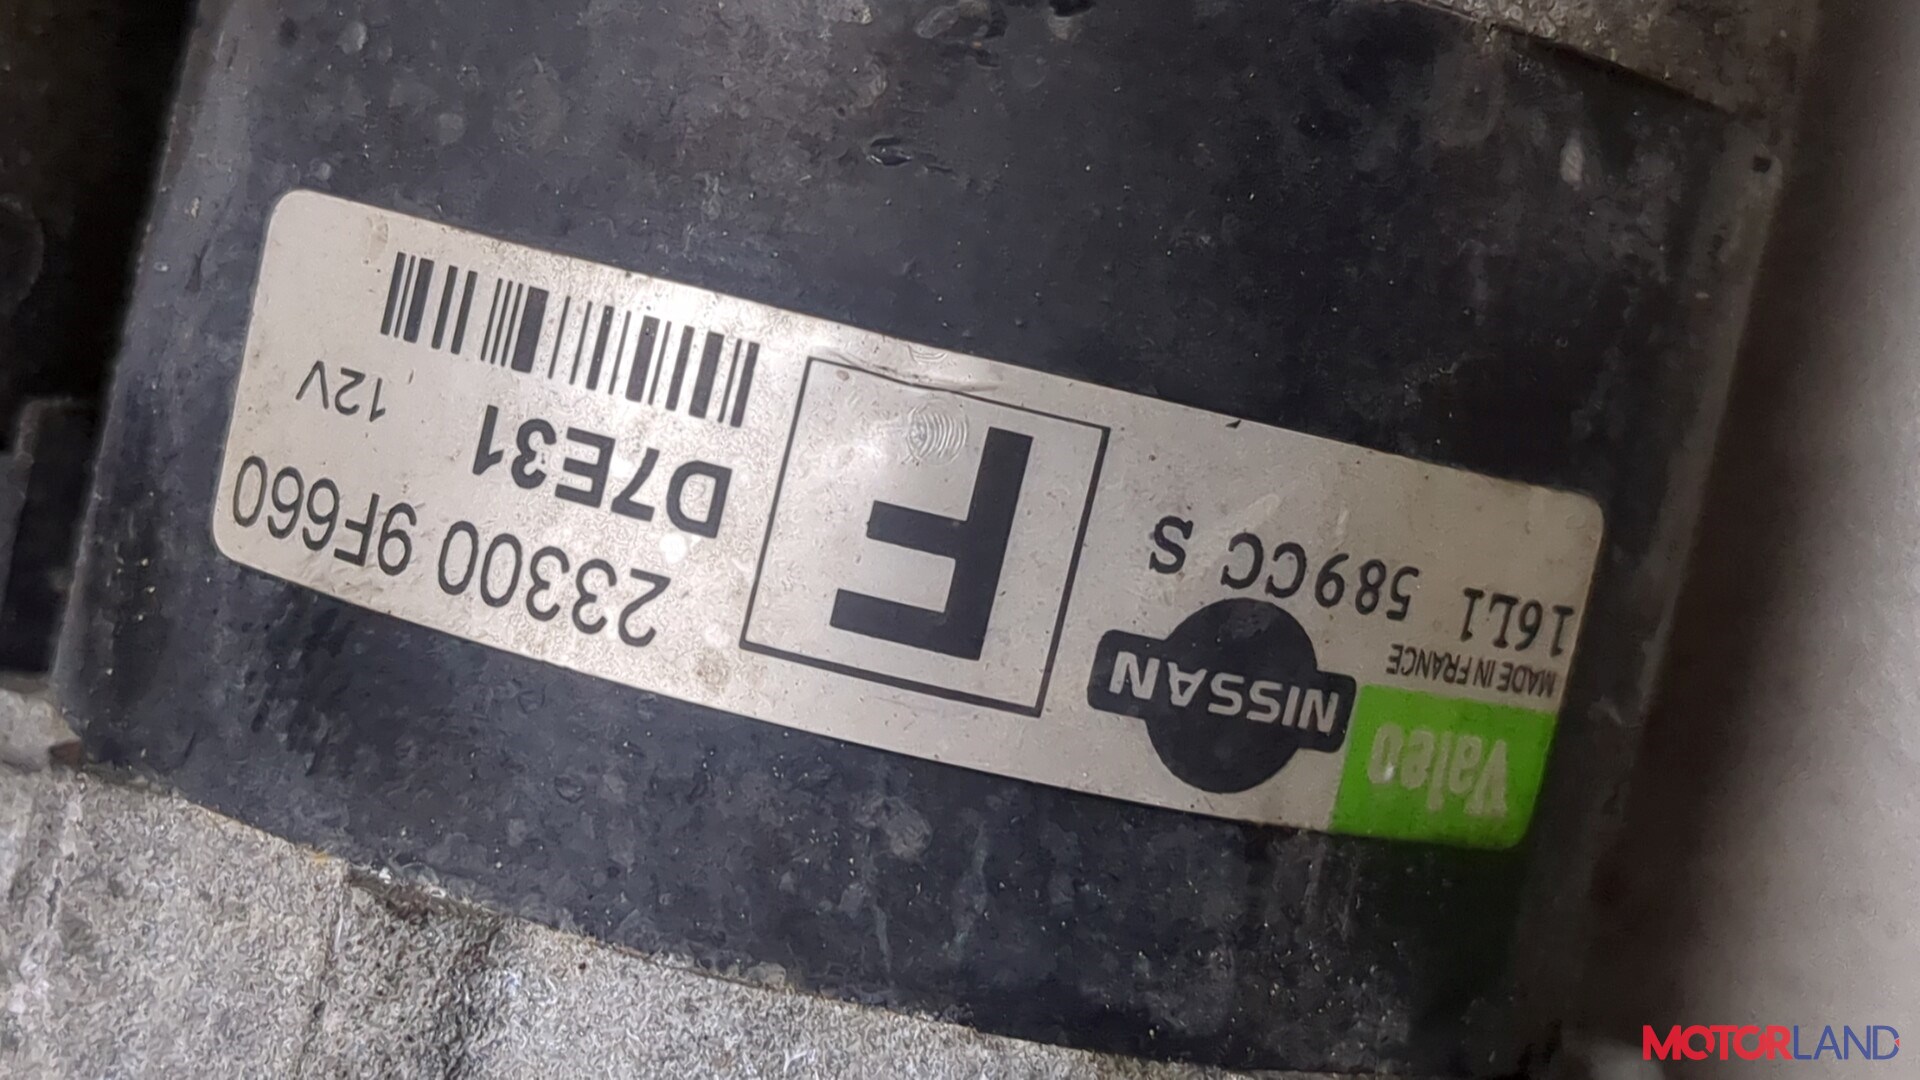 Valeo
MADE IN FRANCE
NISSAN
16L1 589CC S
F
23300 9F660
D7E31
12V
MOTORLAND